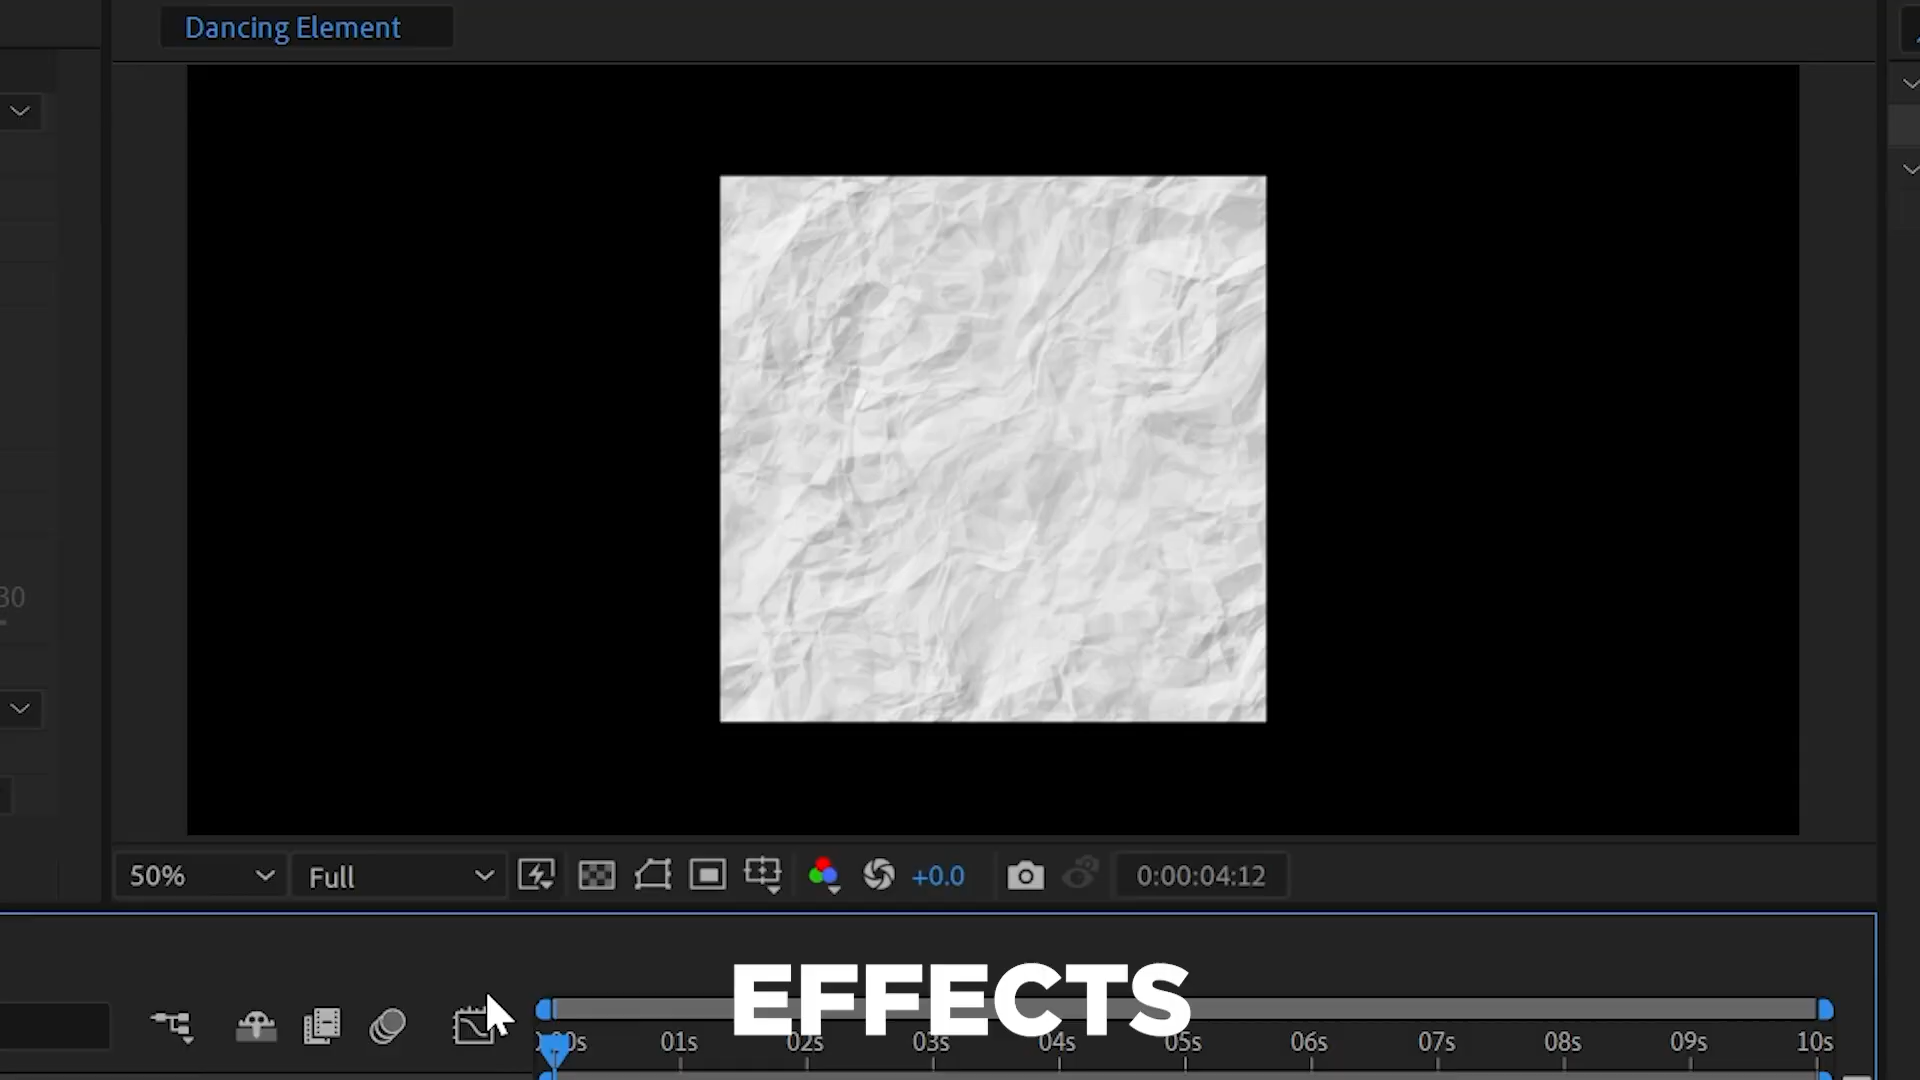 Dancing Element
30
50%
Full
+0.0
0:00:04:12
EFFECTS
01s
02s
03s
04s
05s
06s
07s
08s
09s
10s